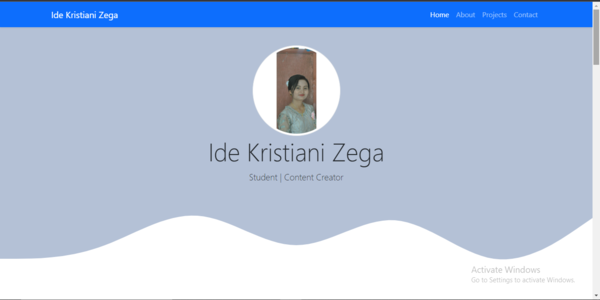 Ide Kristiani Zega
Home About Projects Contact
Ide Kristiani Zega
Student | Content Creator
Activate Windows
Go to Settings to activate Windows.